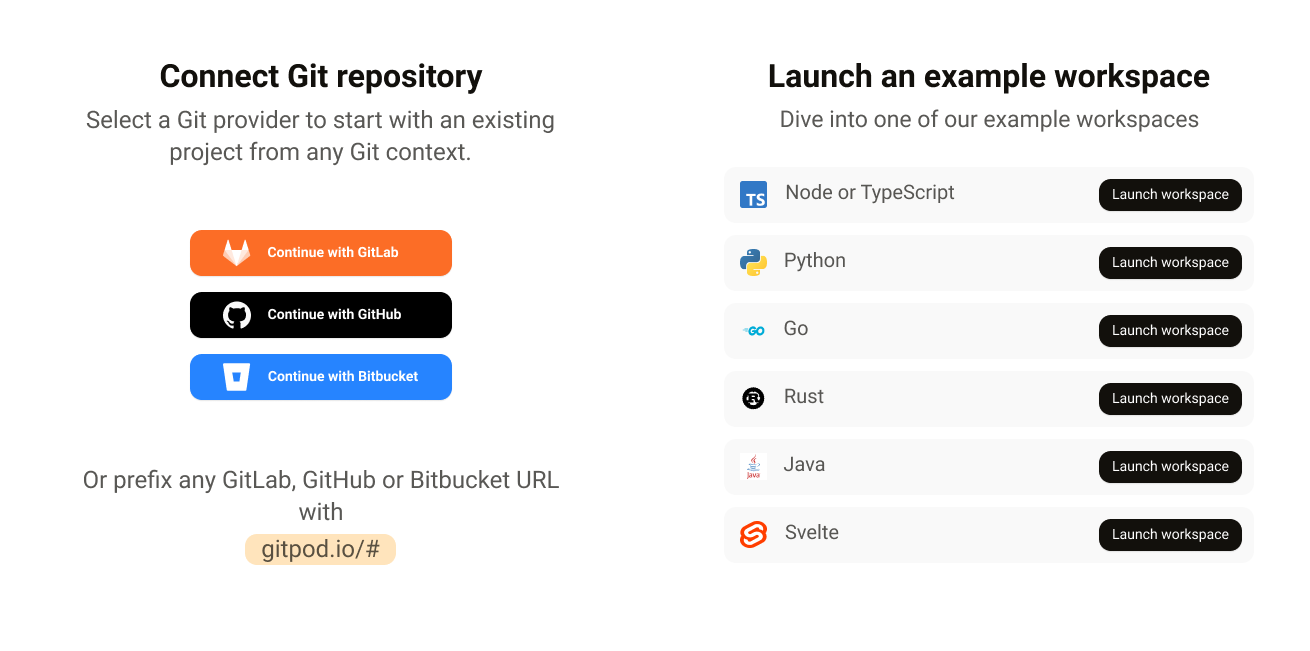 Connect Git repository
Select a Git provider to start with an existing
project from any Git context.
Continue with GitLab
Continue with GitHub
Continue with Bitbucket
Or prefix any GitLab, GitHub or Bitbucket URL
with
gitpod.io/#
Launch an example workspace
Dive into one of our example workspaces
TS Node or TypeScript Launch workspace
Python Launch workspace
GO Go Launch workspace
R Rust Launch workspace
Java Java Launch workspace
Svelte Launch workspace